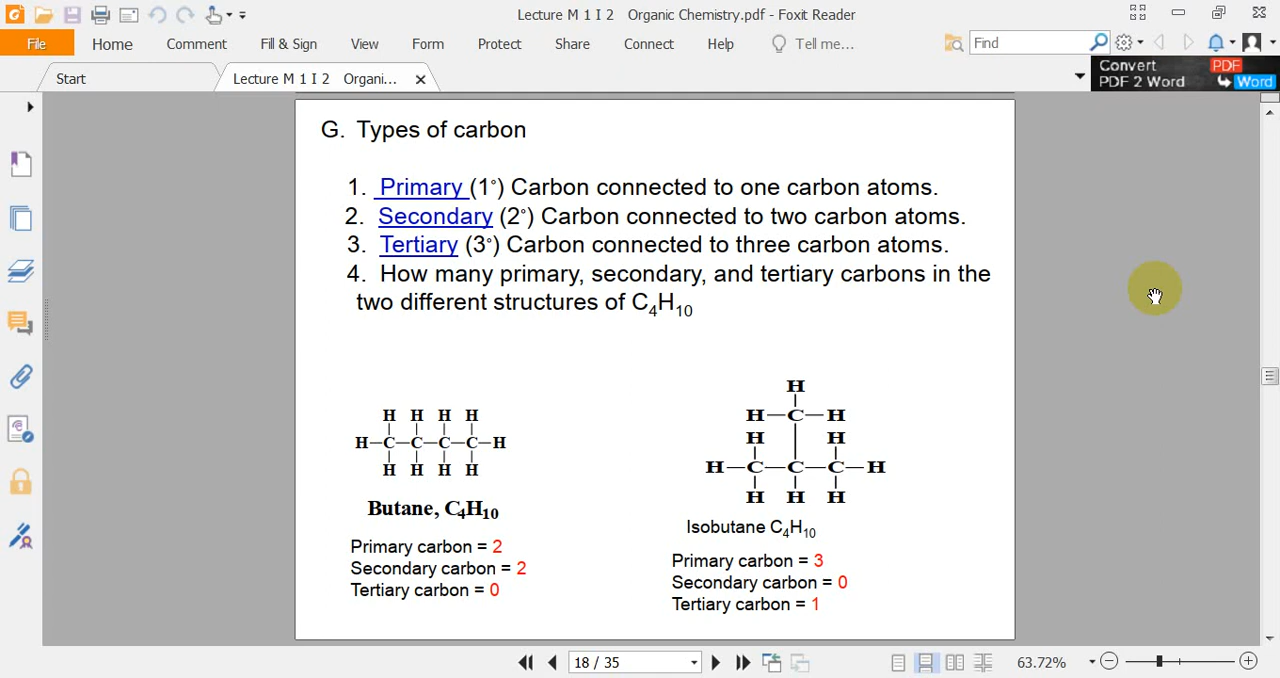 Lecture M 1 I 2 Organic Chemistry.pdf - Foxit Reader
File Home Comment Fill & Sign View Form Protect Share Connect Help Tell me... Find
Start Lecture M 1 I 2 Organi... Convert PDF 2 Word PDF Word
G. Types of carbon
1. Primary (1°) Carbon connected to one carbon atoms.
2. Secondary (2°) Carbon connected to two carbon atoms.
3. Tertiary (3°) Carbon connected to three carbon atoms.
4. How many primary, secondary, and tertiary carbons in the
two different structures of C₄H₁₀
H H H H
H–C–C–C–C–H
H H H H
Butane, C₄H₁₀
Primary carbon = 2
Secondary carbon = 2
Tertiary carbon = 0
H
H–C–H
H H
H–C–C–C–H
H H H
Isobutane C₄H₁₀
Primary carbon = 3
Secondary carbon = 0
Tertiary carbon = 1
18 / 35 63.72%